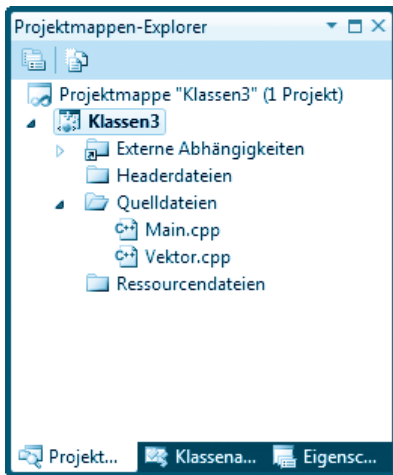 Projektmappen-Explorer
Projektmappe "Klassen3" (1 Projekt)
Klassen3
Externe Abhängigkeiten
Headerdateien
Quelldateien
C++ Main.cpp
C++ Vektor.cpp
Ressourcendateien
Projekt... Klassena... Eigensc...